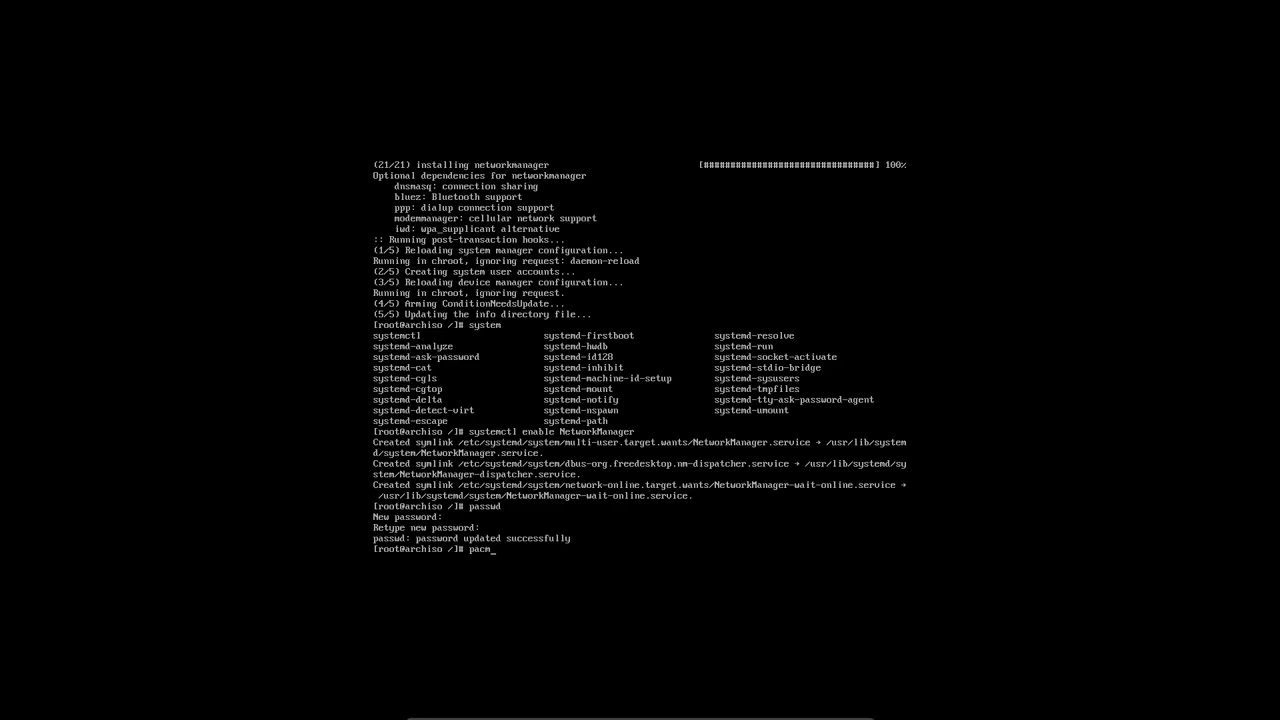 (21/21) installing networkmanager [################################] 100%
Optional dependencies for networkmanager
dnsmasq: connection sharing
bluez: Bluetooth support
ppp: dialup connection support
modemmanager: cellular network support
iwd: wpa_supplicant alternative
:: Running post-transaction hooks...
(1/5) Reloading system manager configuration...
Running in chroot, ignoring request: daemon-reload
(2/5) Creating system user accounts...
(3/5) Reloading device manager configuration...
Running in chroot, ignoring request.
(4/5) Arming ConditionNeedsUpdate...
(5/5) Updating the info directory file...
[root@archiso /]# system
systemctl systemd-firstboot systemd-resolve
systemd-analyze systemd-hwdb systemd-run
systemd-ask-password systemd-id128 systemd-socket-activate
systemd-cat systemd-inhibit systemd-stdio-bridge
systemd-cgls systemd-machine-id-setup systemd-sysusers
systemd-cgtop systemd-mount systemd-tmpfiles
systemd-delta systemd-notify systemd-tty-ask-password-agent
systemd-detect-virt systemd-nspawn systemd-umount
systemd-escape systemd-path
[root@archiso /]# systemctl enable NetworkManager
Created symlink /etc/systemd/system/multi-user.target.wants/NetworkManager.service → /usr/lib/system
d/system/NetworkManager.service.
Created symlink /etc/systemd/system/dbus-org.freedesktop.nm-dispatcher.service → /usr/lib/systemd/sy
stem/NetworkManager-dispatcher.service.
Created symlink /etc/systemd/system/network-online.target.wants/NetworkManager-wait-online.service →
/usr/lib/systemd/system/NetworkManager-wait-online.service.
[root@archiso /]# passwd
New password:
Retype new password:
passwd: password updated successfully
[root@archiso /]# pacm_